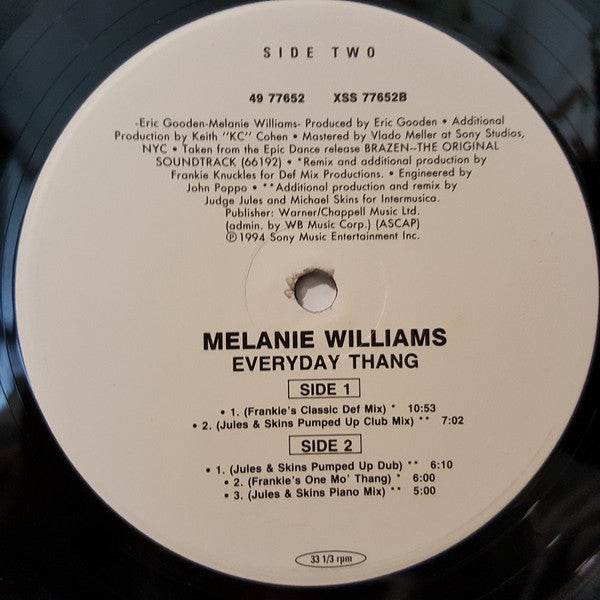 SIDE TWO
49 77652 XSS 77652B
-Eric Gooden-Melanie Williams- Produced by Eric Gooden • Additional
Production by Keith "KC" Cohen • Mastered by Vlado Meller at Sony Studios,
NYC • Taken from the Epic Dance release BRAZEN--THE ORIGINAL
SOUNDTRACK (66192) • *Remix and additional production by
Frankie Knuckles for Def Mix Productions. • Engineered by
John Poppo • **Additional production and remix by
Judge Jules and Michael Skins for Intermusica.
Publisher: Warner/Chappell Music Ltd.
(admin. by WB Music Corp.) (ASCAP)
℗ 1994 Sony Music Entertainment Inc.
MELANIE WILLIAMS
EVERYDAY THANG
SIDE 1
• 1. (Frankie's Classic Def Mix) * 10:53
• 2. (Jules & Skins Pumped Up Club Mix) ** 7:02
SIDE 2
• 1. (Jules & Skins Pumped Up Dub) ** 6:10
• 2. (Frankie's One Mo' Thang) * 6:00
• 3. (Jules & Skins Piano Mix) ** 5:00
33 1/3 rpm